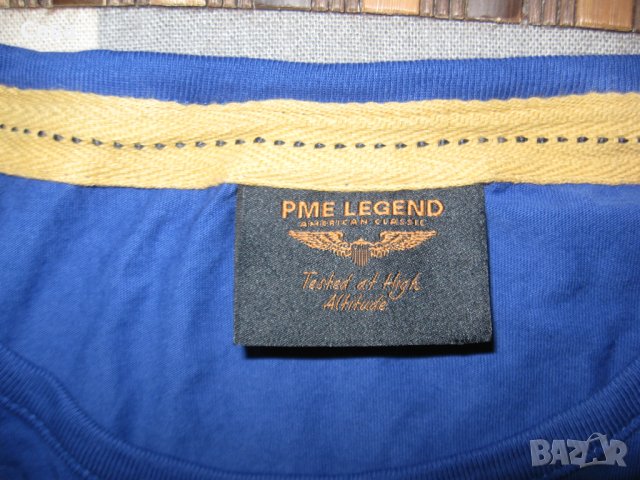 PME LEGEND
AMERICAN CLASSIC
Tested at High
Altitude
BAZAR